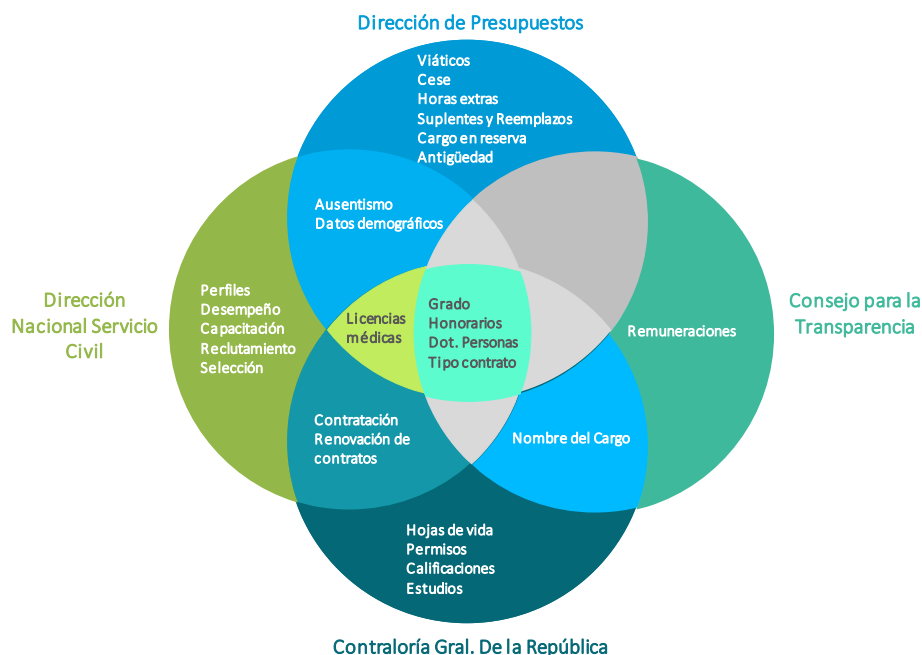 Dirección de Presupuestos
Viáticos
Cese
Horas extras
Suplentes y Reemplazos
Cargo en reserva
Antigüedad
Ausentismo
Datos demográficos
Dirección
Nacional Servicio
Civil
Perfiles
Desempeño
Capacitación
Reclutamiento
Selección
Licencias
médicas
Grado
Honorarios
Dot. Personas
Tipo contrato
Remuneraciones
Consejo para la
Transparencia
Contratación
Renovación de
contratos
Nombre del Cargo
Hojas de vida
Permisos
Calificaciones
Estudios
Contraloría Gral. De la República